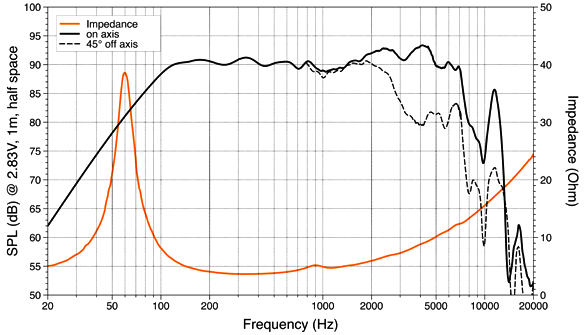 Impedance
on axis
45° off axis
100
95
90
85
80
75
70
65
60
55
50
SPL (dB) @ 2.83V, 1m, half space
50
40
30
20
10
0
Impedance (Ohm)
20 50 100 200 500 1000 2000 5000 10000 20000
Frequency (Hz)